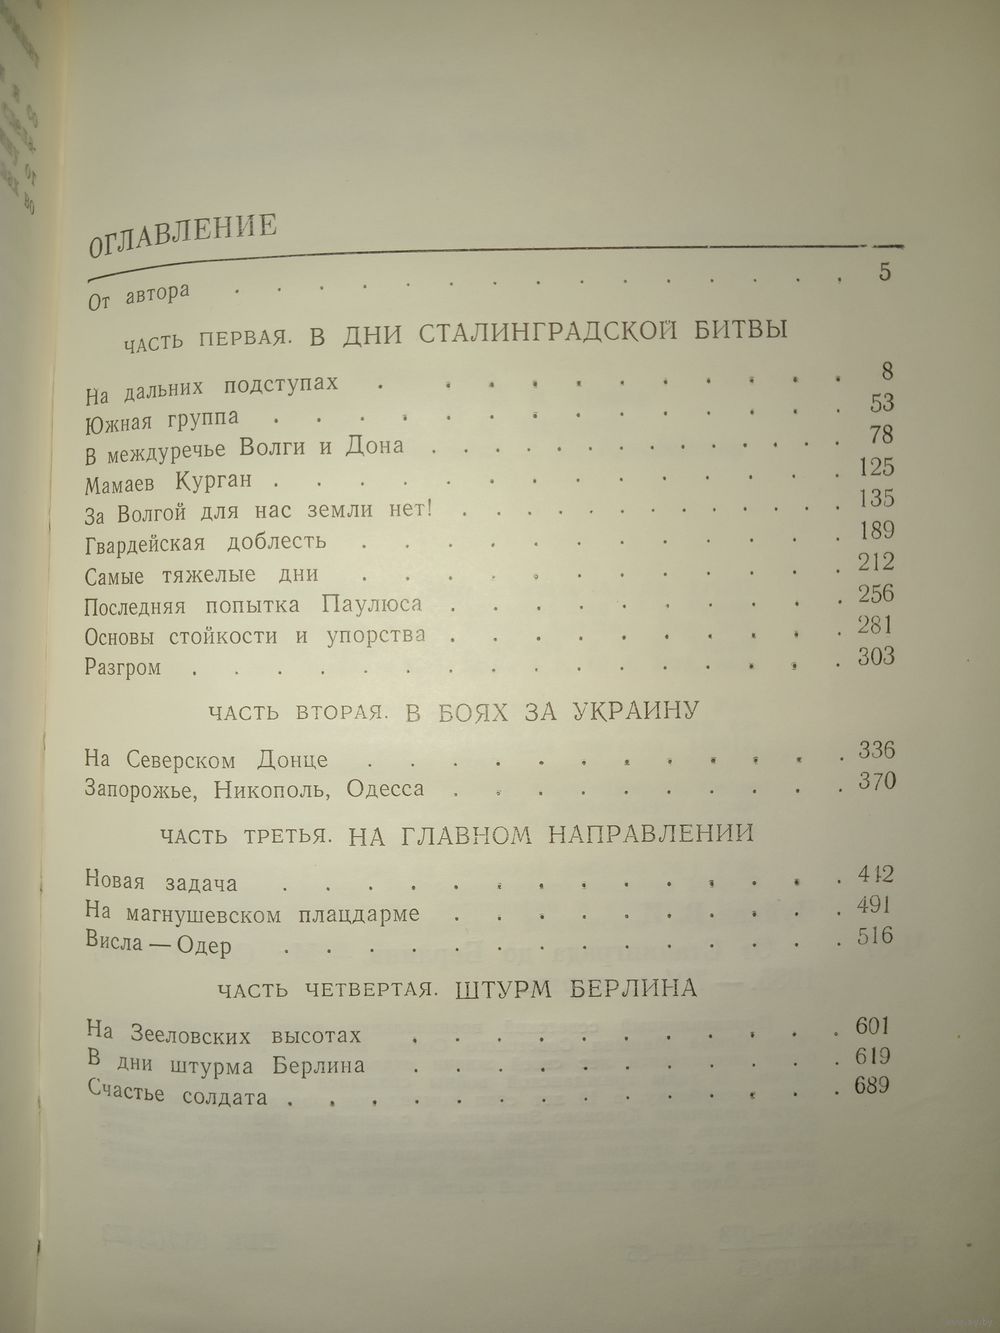 ОГЛАВЛЕНИЕ
От автора . . . . . . . . . . . . . . . 5
ЧАСТЬ ПЕРВАЯ. В ДНИ СТАЛИНГРАДСКОЙ БИТВЫ
На дальних подступах . . . . . . . . . . . 8
Южная группа . . . . . . . . . . . . . . 53
В междуречье Волги и Дона . . . . . . . . . . . . 78
Мамаев Курган . . . . . . . . . . . . . . 125
За Волгой для нас земли нет! . . . . . . . . . . . . 135
Гвардейская доблесть . . . . . . . . . . . . 189
Самые тяжелые дни . . . . . . . . . . . . 212
Последняя попытка Паулюса . . . . . . . . . . 256
Основы стойкости и упорства . . . . . . . . . . 281
Разгром . . . . . . . . . . . . . . . . 303
ЧАСТЬ ВТОРАЯ. В БОЯХ ЗА УКРАИНУ
На Северском Донце . . . . . . . . . . . . 336
Запорожье, Никополь, Одесса . . . . . . . . . . 370
ЧАСТЬ ТРЕТЬЯ. НА ГЛАВНОМ НАПРАВЛЕНИИ
Новая задача . . . . . . . . . . . . . . 442
На магнушевском плацдарме . . . . . . . . . . 491
Висла — Одер . . . . . . . . . . . . . . 516
ЧАСТЬ ЧЕТВЕРТАЯ. ШТУРМ БЕРЛИНА
На Зееловских высотах . . . . . . . . . . . 601
В дни штурма Берлина . . . . . . . . . . . 619
Счастье солдата . . . . . . . . . . . . . . 689